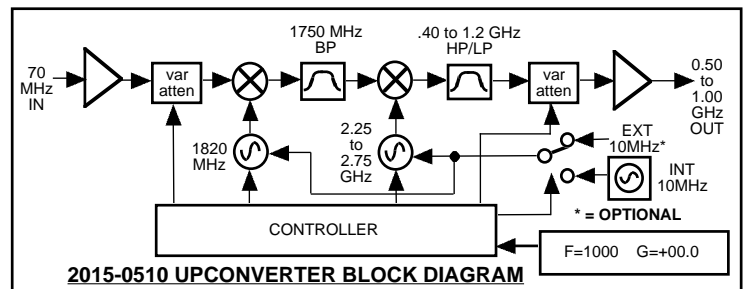 1750 MHz
BP
.40 to 1.2 GHz
HP/LP
70
MHz
IN
var
atten
var
atten
0.50
to
1.00
GHz
OUT
1820
MHz
2.25
to
2.75
GHz
EXT
10MHz*
INT
10MHz
* = OPTIONAL
CONTROLLER
F=1000 G=+00.0
2015-0510 UPCONVERTER BLOCK DIAGRAM